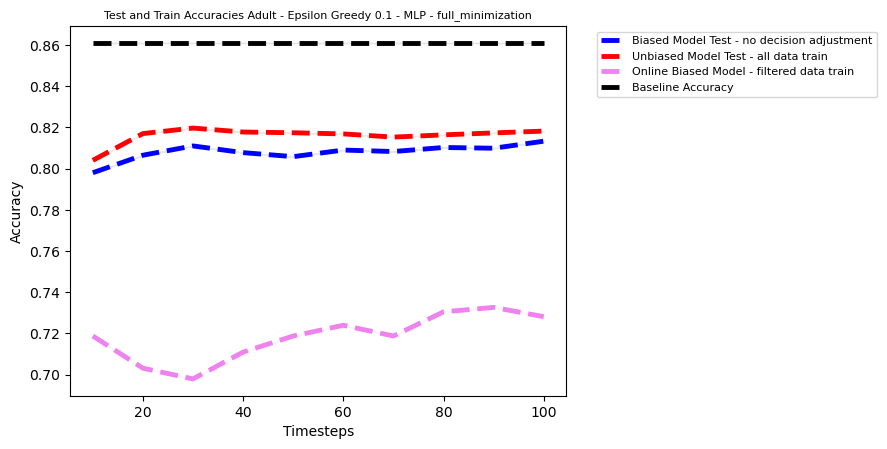 Test and Train Accuracies Adult - Epsilon Greedy 0.1 - MLP - full_minimization
Biased Model Test - no decision adjustment
Unbiased Model Test - all data train
Online Biased Model - filtered data train
Baseline Accuracy
Accuracy
0.86
0.84
0.82
0.80
0.78
0.76
0.74
0.72
0.70
20 40 60 80 100
Timesteps